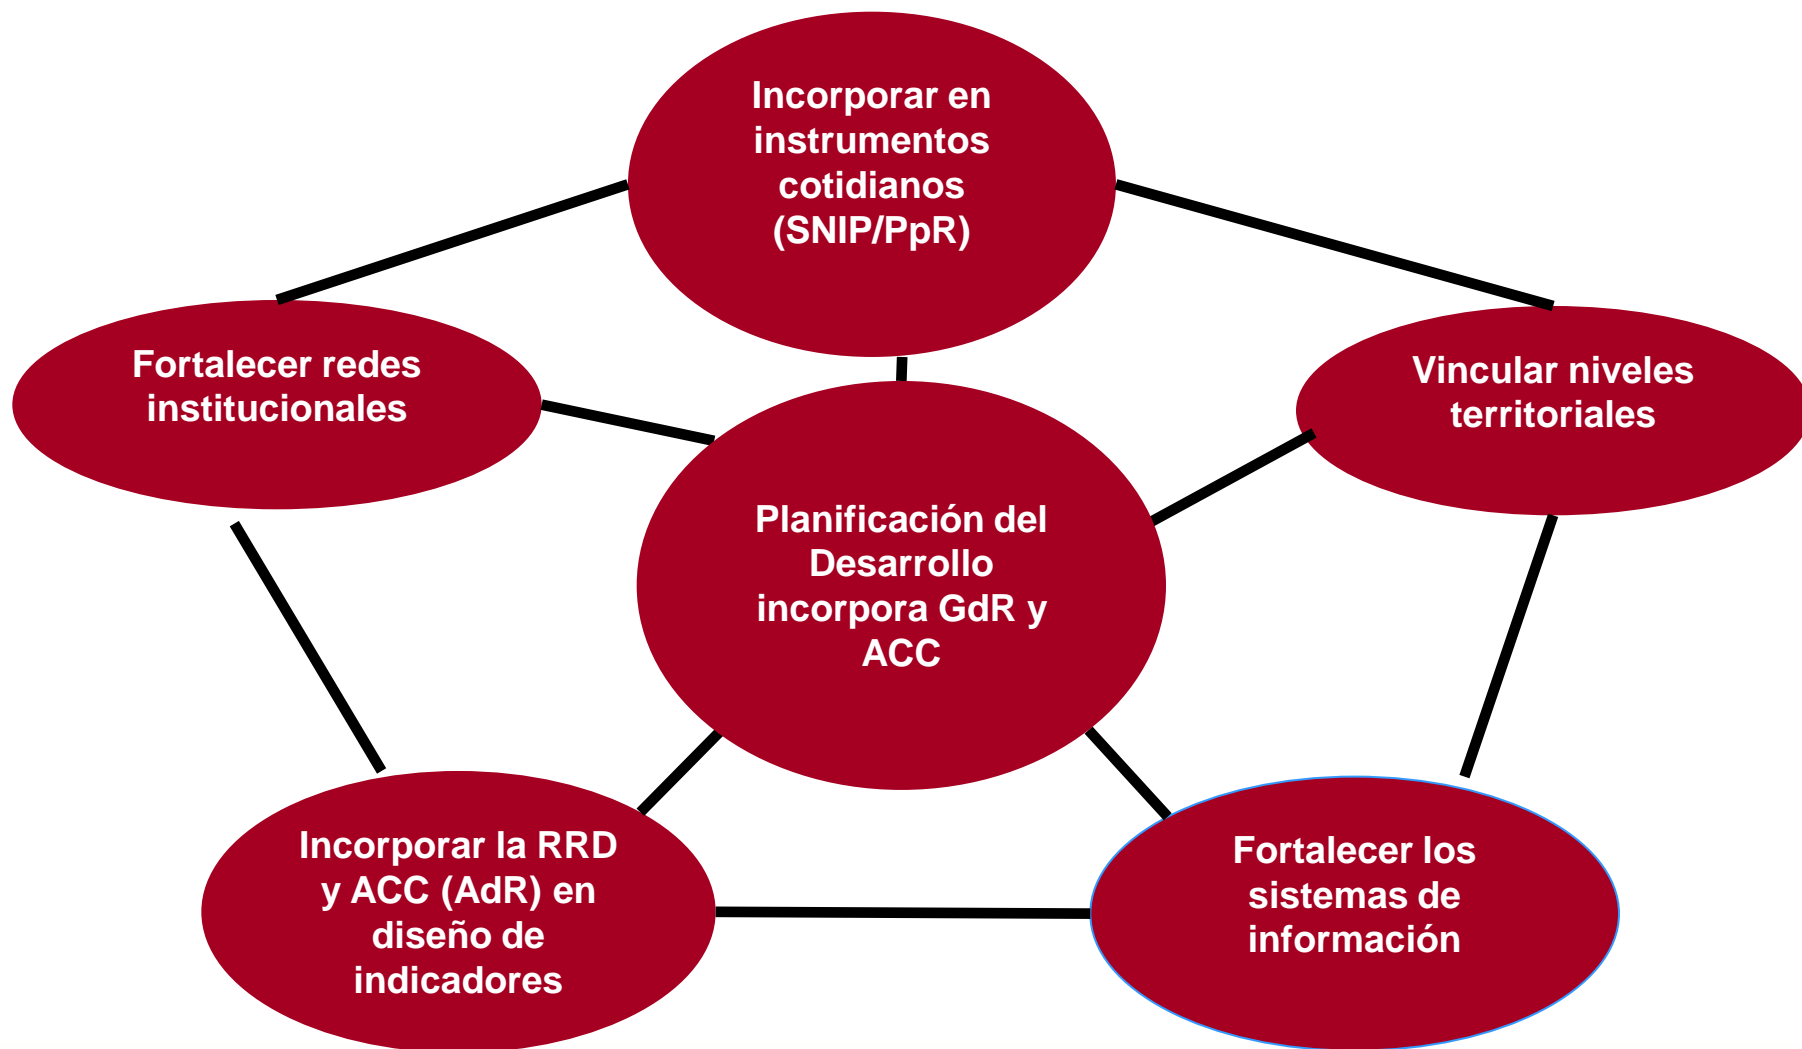 Incorporar en
instrumentos
cotidianos
(SNIP/PpR)
Fortalecer redes
institucionales
Vincular niveles
territoriales
Planificación del
Desarrollo
incorpora GdR y
ACC
Incorporar la RRD
y ACC (AdR) en
diseño de
indicadores
Fortalecer los
sistemas de
información